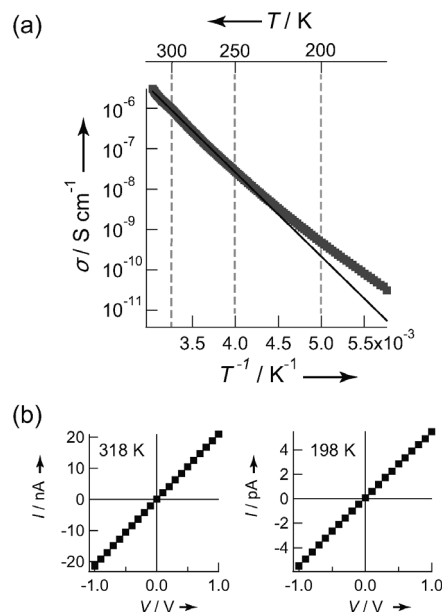 (a)
T / K
300 250 200
10-6
10-7
10-8
10-9
10-10
10-11
σ / S cm-1
3.5 4.0 4.5 5.0 5.5x10-3
T-1 / K-1
(b)
318 K
20
10
0
-10
-20
I / nA
-1.0 0.0 1.0
V / V
198 K
4
2
0
-2
-4
I / pA
-1.0 0.0 1.0
V / V